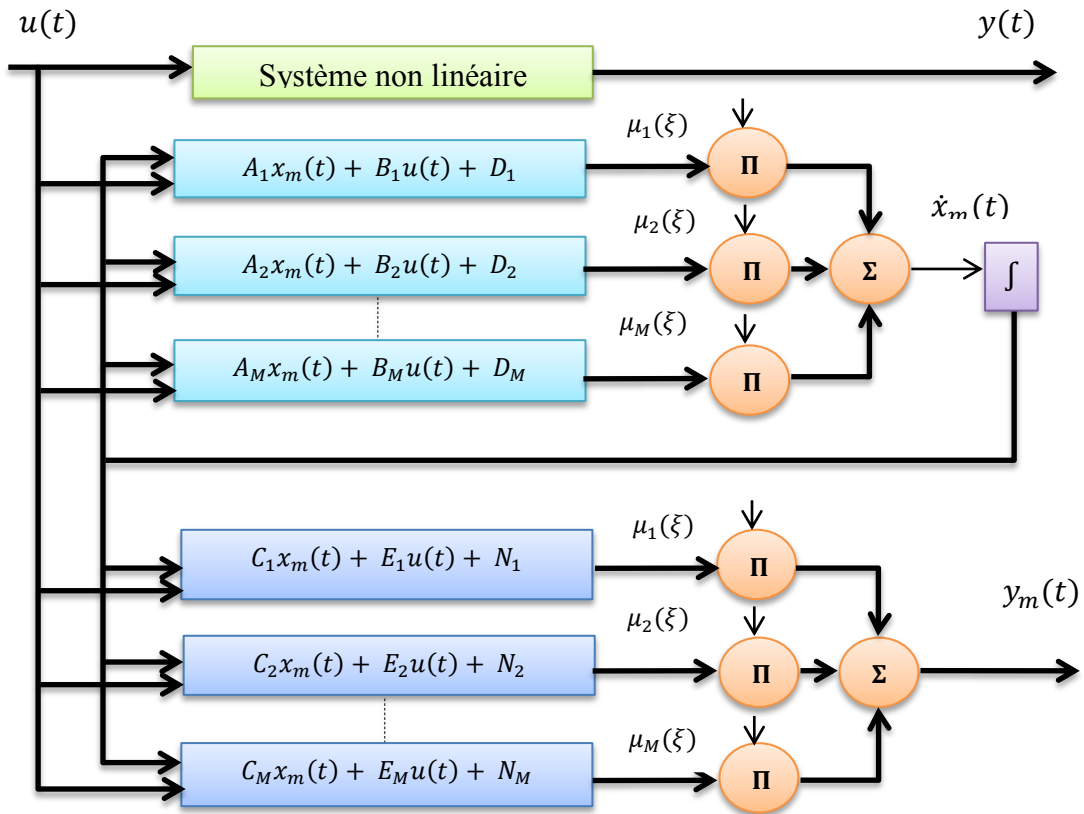 u(t)
y(t)
Système non linéaire
μ₁(ξ)
Π
A₁xₘ(t) + B₁u(t) + D₁
μ₂(ξ)
ẋₘ(t)
A₂xₘ(t) + B₂u(t) + D₂
Π
Σ
∫
μ_M(ξ)
A_Mxₘ(t) + B_Mu(t) + D_M
Π
μ₁(ξ)
C₁xₘ(t) + E₁u(t) + N₁
Π
yₘ(t)
μ₂(ξ)
C₂xₘ(t) + E₂u(t) + N₂
Π
Σ
μ_M(ξ)
C_Mxₘ(t) + E_Mu(t) + N_M
Π